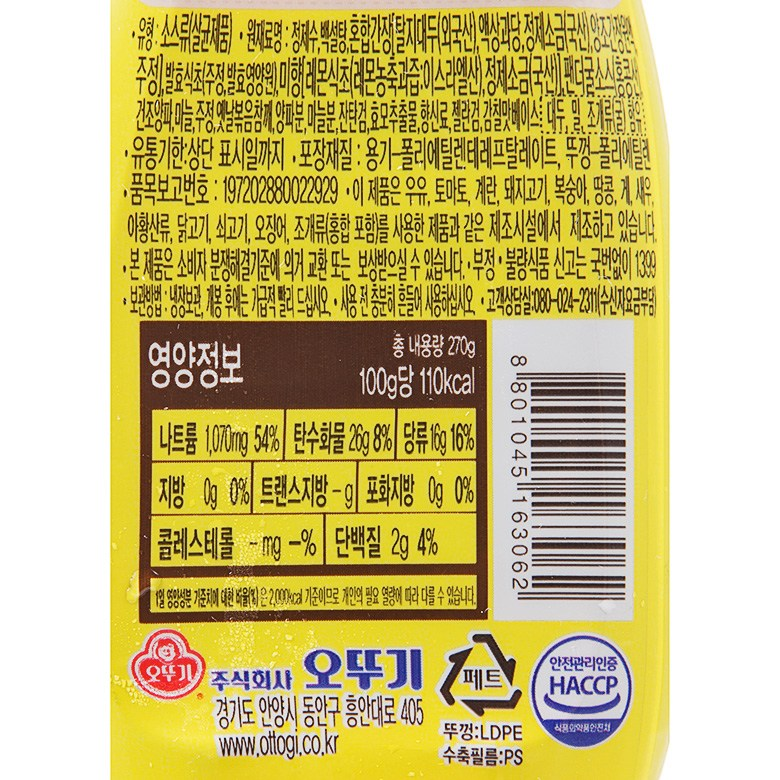 •유형 : 소스류(살균제품) •원재료명 : 정제수,백설탕,혼합간장[탈지대두(외국산),액상과당,정제소금(국산),양조간장원액,
주정],발효식초(주정,발효영양원),미향[레몬식초(레몬농축과즙:이스라엘산),정제소금(국산)],팬더굴소스(홍콩산),
건조양파,마늘,주정,옛날볶음참깨,양파분,마늘분,잔탄검,효모추출물,향신료,젤란검,감칠맛베이스 대두, 밀, 조개류(굴) 함유
•유통기한:상단 표시일까지 •포장재질 : 용기-폴리에틸렌테레프탈레이트, 뚜껑-폴리에틸렌
•품목보고번호 : 197202880022929 •이 제품은 우유, 토마토, 계란, 돼지고기, 복숭아, 땅콩, 게, 새우,
아황산류, 닭고기, 쇠고기, 오징어, 조개류(홍합 포함)를 사용한 제품과 같은 제조시설에서 제조하고 있습니다.
•본 제품은 소비자 분쟁해결기준에 의거 교환 또는 보상받으실 수 있습니다. •부정•불량식품 신고는 국번없이 1399
•보관방법 : 냉장보관, 개봉 후에는 가급적 빨리 드십시오. •사용 전 충분히 흔들어 사용하십시오. •고객상담실:080-024-2311(수신자요금부담)
영양정보
총 내용량 270g
100g당 110kcal
나트륨 1,070mg 54% 탄수화물 26g 8% 당류 16g 16%
지방 0g 0% 트랜스지방 -g 포화지방 0g 0%
콜레스테롤 -mg -% 단백질 2g 4%
1일 영양성분 기준치에 대한 비율(%)은 2,000kcal 기준이므로 개인의 필요 열량에 따라 다를 수 있습니다.
8 801045 163062
오뚜기
주식회사 오뚜기
경기도 안양시 동안구 흥안대로 405
www.ottogi.co.kr
페트
뚜껑:LDPE
수축필름:PS
안전관리인증
HACCP
식품의약품안전처